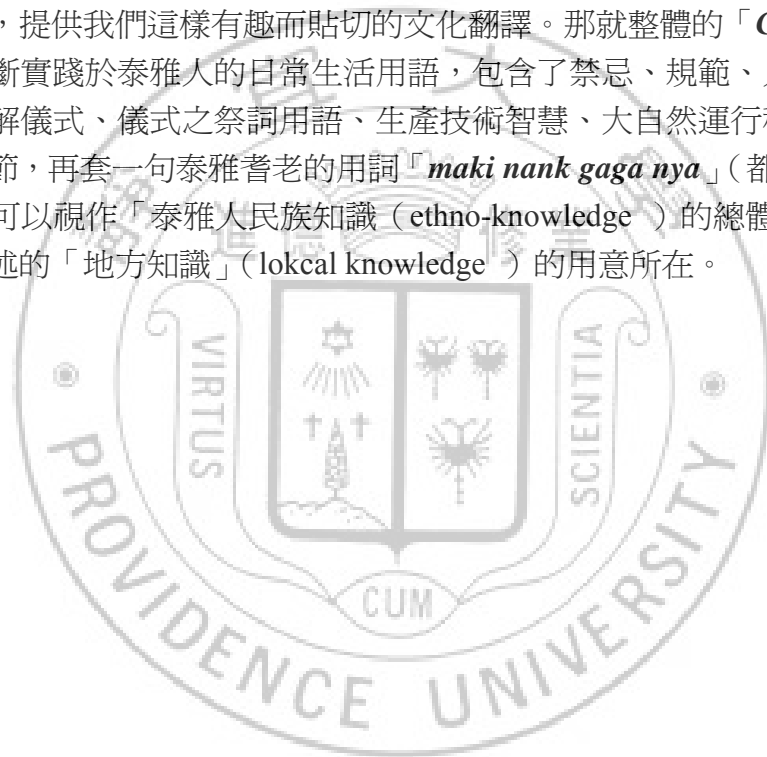 ，提供我們這樣有趣而貼切的文化翻譯。那就整體的「
斷實踐於泰雅人的日常生活用語，包含了禁忌、規範、
解儀式、儀式之祭詞用語、生產技術智慧、大自然運行
節，再套一句泰雅耆老的用詞「maki nank gaga nya」（都
可以視作「泰雅人民族知識（ethno-knowledge ）的總體
述的「地方知識」（lokcal knowledge ）的用意所在。
進德修業
VIRTUS
SCIENTIA
CUM
PROVIDENCE UNIVERSITY